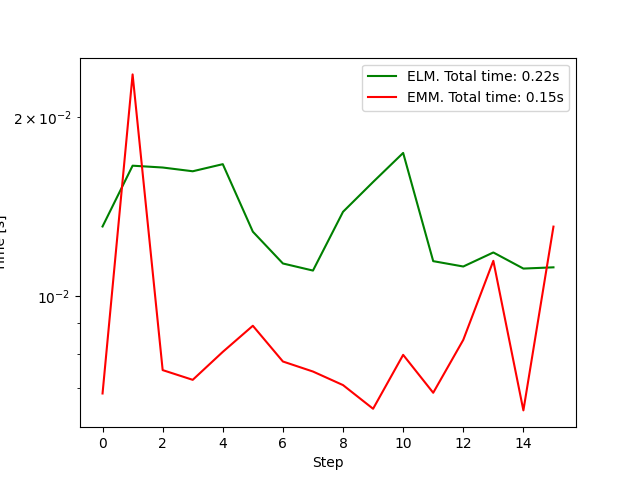 ELM. Total time: 0.22s
EMM. Total time: 0.15s
2 × 10⁻²
10⁻²
Time [s]
0 2 4 6 8 10 12 14
Step